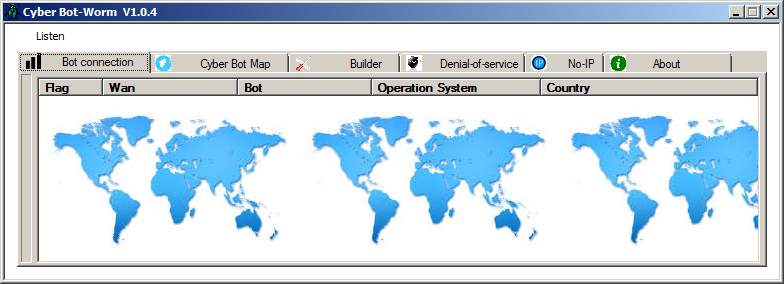 Cyber Bot-Worm V1.0.4
Listen
Bot connection Cyber Bot Map Builder Denial-of-service IP No-IP i About
Flag Wan Bot Operation System Country